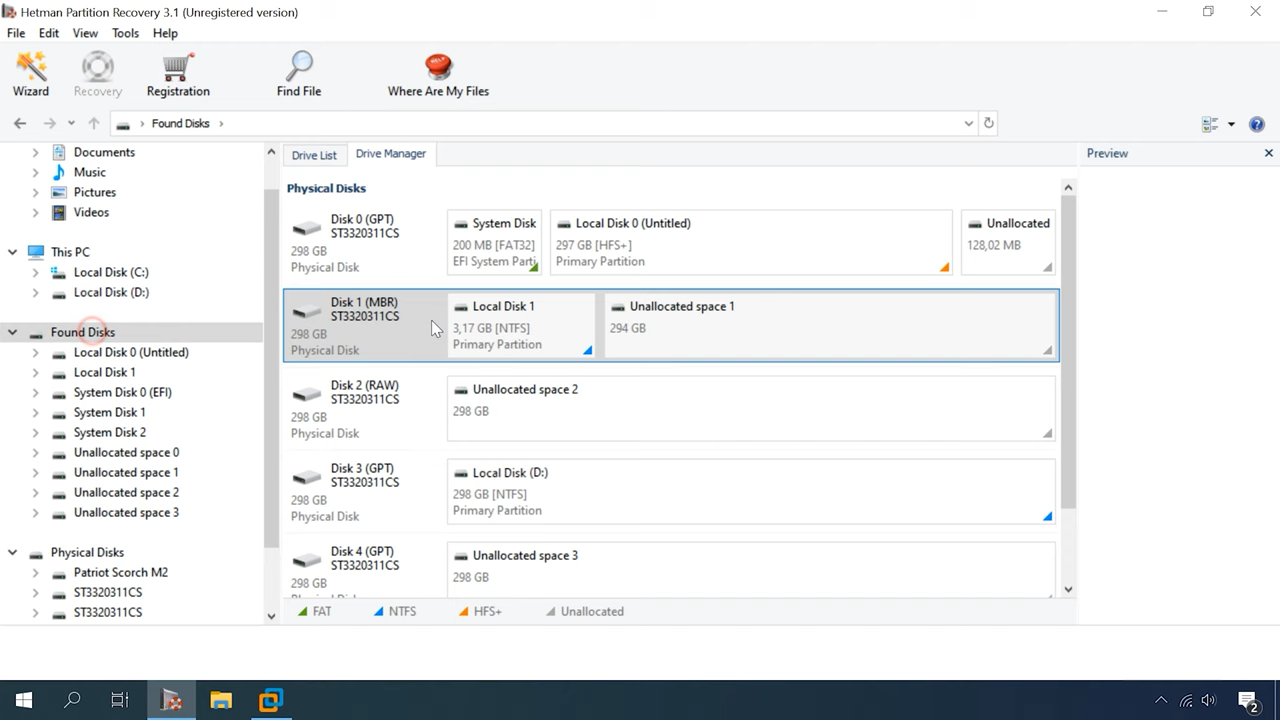 Hetman Partition Recovery 3.1 (Unregistered version)
File Edit View Tools Help
Wizard Recovery Registration Find File Where Are My Files
Found Disks
Documents
Music
Pictures
Videos
This PC
Local Disk (C:)
Local Disk (D:)
Found Disks
Local Disk 0 (Untitled)
Local Disk 1
System Disk 0 (EFI)
System Disk 1
System Disk 2
Unallocated space 0
Unallocated space 1
Unallocated space 2
Unallocated space 3
Physical Disks
Patriot Scorch M2
ST3320311CS
ST3320311CS
Drive List Drive Manager
Physical Disks
Disk 0 (GPT)
ST3320311CS
298 GB
Physical Disk
System Disk
200 MB [FAT32]
EFI System Parti
Local Disk 0 (Untitled)
297 GB [HFS+]
Primary Partition
Unallocated
128,02 MB
Disk 1 (MBR)
ST3320311CS
298 GB
Physical Disk
Local Disk 1
3,17 GB [NTFS]
Primary Partition
Unallocated space 1
294 GB
Disk 2 (RAW)
ST3320311CS
298 GB
Physical Disk
Unallocated space 2
298 GB
Disk 3 (GPT)
ST3320311CS
298 GB
Physical Disk
Local Disk (D:)
298 GB [NTFS]
Primary Partition
Disk 4 (GPT)
ST3320311CS
298 GB
Unallocated space 3
298 GB
FAT NTFS HFS+ Unallocated
Preview
2